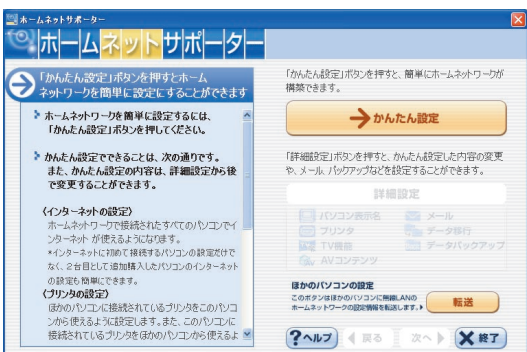 ホームネットサポーター
ホームネットサポーター
「かんたん設定」ボタンを押すとホーム
ネットワークを簡単に設定にすることができます
ホームネットワークを簡単に設定するには、
「かんたん設定」ボタンを押してください。
かんたん設定でできることは、次の通りです。
また、かんたん設定の内容は、詳細設定から後
で変更することができます。
〈インターネットの設定〉
ホームネットワークで接続されたすべてのパソコンでイ
ンターネット が使えるようになります。
*インターネットに初めて接続するパソコンの設定だけで
なく、2台目として追加購入したパソコンのインターネット
の設定も簡単にできます。
〈プリンタの設定〉
ほかのパソコンに接続されているプリンタをこのパソコ
ンから使えるように設定します。また、このパソコンに
接続されているプリンタをほかのパソコンから使えるよ
「かんたん設定」ボタンを押すと、簡単にホームネットワークが
構築できます。
かんたん設定
「詳細設定」ボタンを押すと、かんたん設定した内容の変更
や、メール、バックアップなどを設定することができます。
詳細設定
パソコン表示名
メール
プリンタ
データ移行
TV機能
データバックアップ
AVコンテンツ
ほかのパソコンの設定
このボタンはほかのパソコンに無線LANの
ホームネットワークの設定情報を転送します。
転送
ヘルプ
戻る
次へ
終了